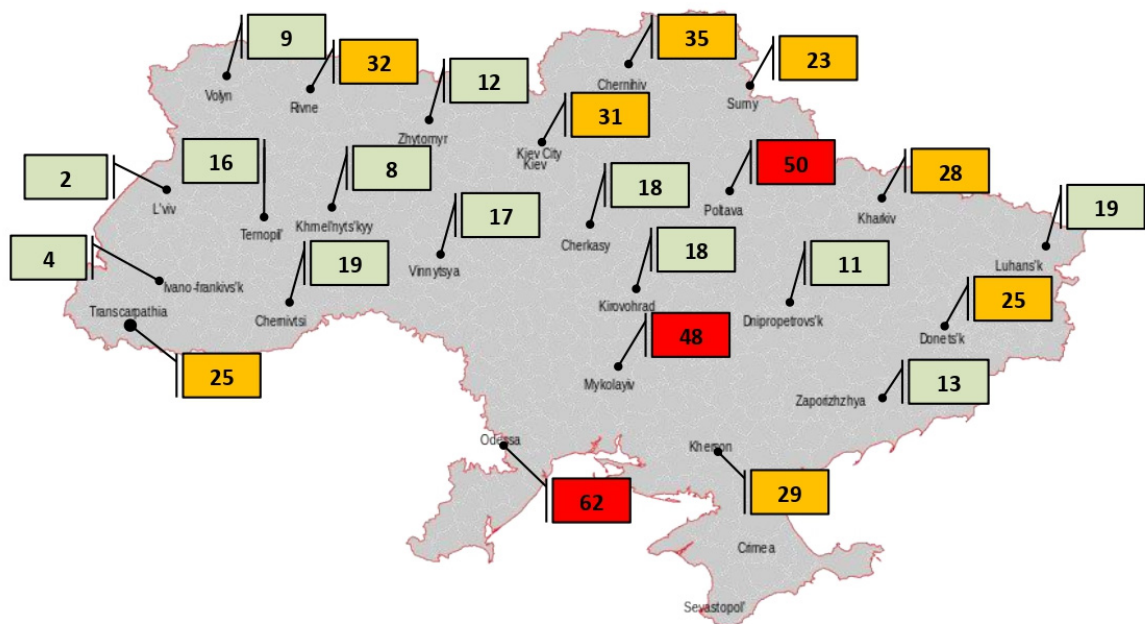 9
Volyn
32
Rivne
12
Zhytomyr
35
Chernihiv
23
Sumy
31
Kiev City
Kiev
2
L'viv
16
Ternopil'
8
Khmel'nyts'kyy
17
Vinnytsya
18
Cherkasy
50
Poltava
28
Kharkiv
19
Luhans'k
4
Ivano-frankivs'k
19
Chernivtsi
18
Kirovohrad
11
Dnipropetrovs'k
25
Donets'k
Transcarpathia
25
48
Mykolayiv
13
Zaporizhzhya
Odessa
62
Kherson
29
Crimea
Sevastopol'